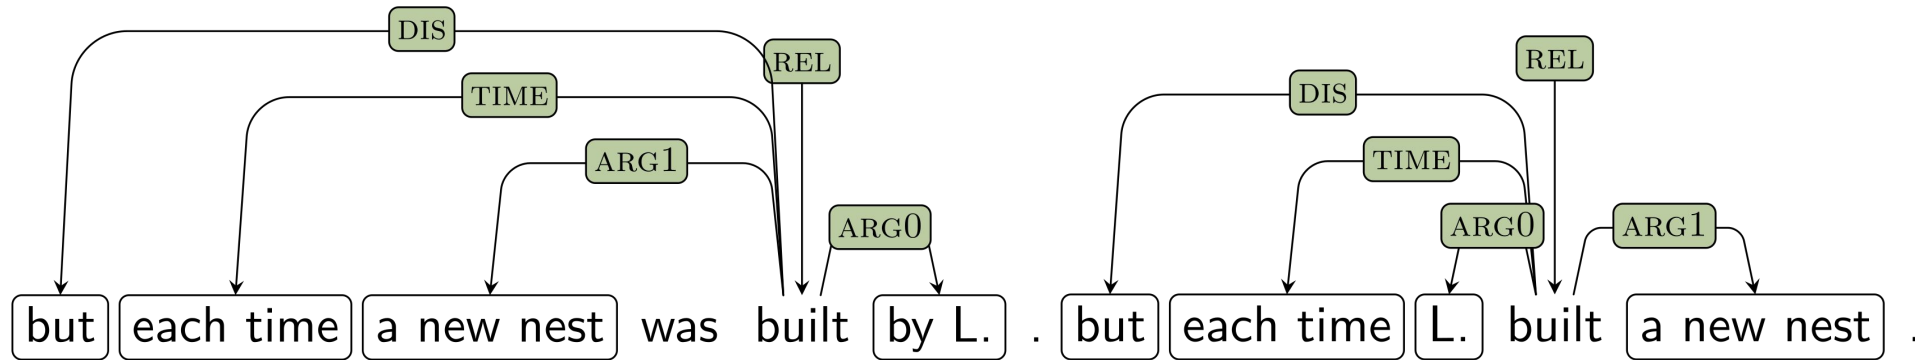 DIS
REL REL
TIME DIS
ARG1 TIME
ARG0 ARG0 ARG1
but each time a new nest was built by L. . but each time L. built a new nest .